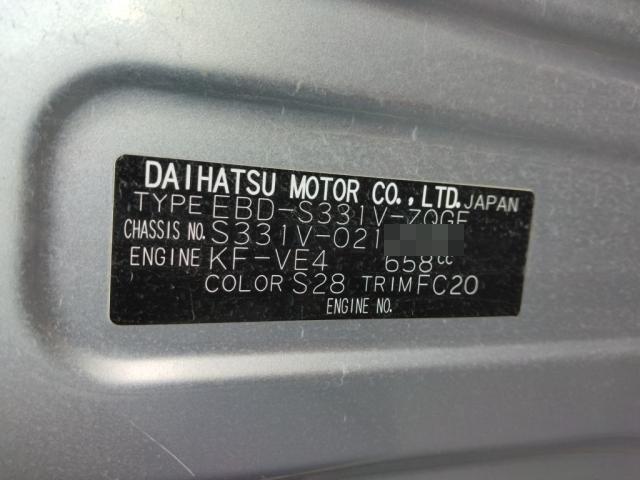 DAIHATSU MOTOR CO., LTD. JAPAN
TYPE EBD-S331V-ZQGF
CHASSIS NO. S331V-021
ENGINE KF-VE4 658cc
COLOR S28 TRIM FC20
ENGINE NO.